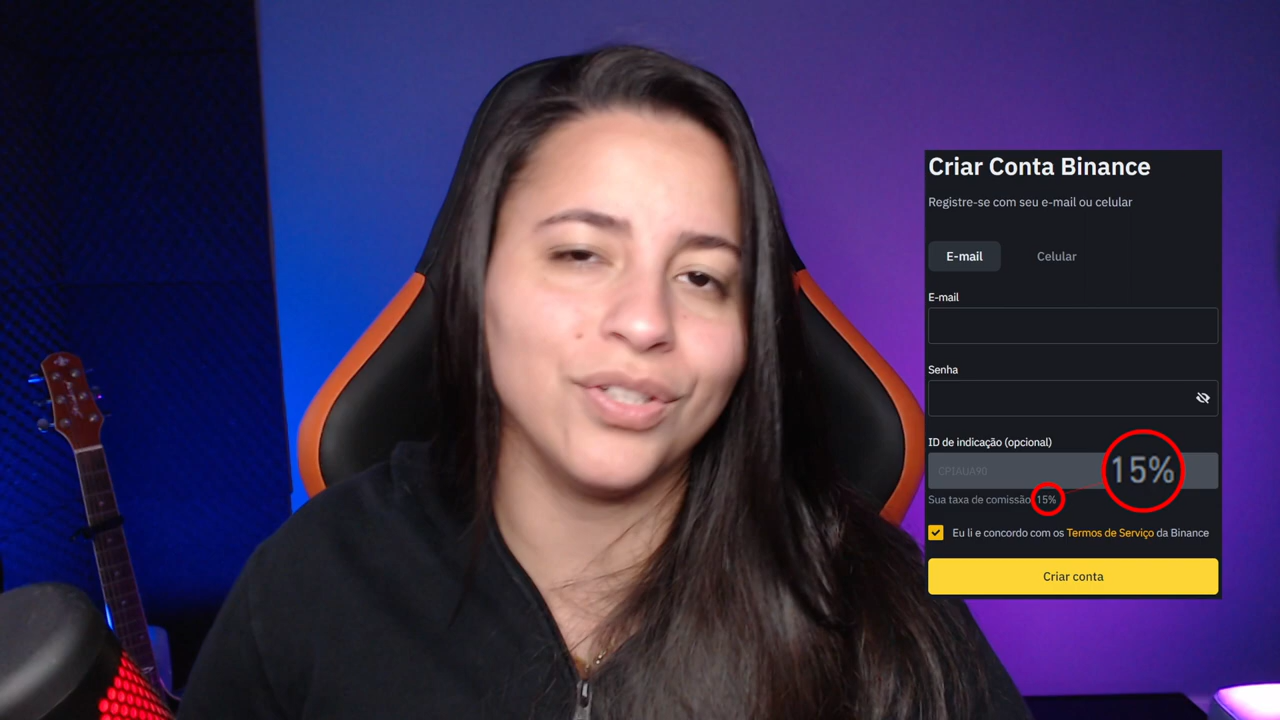 Criar Conta Binance
Registre-se com seu e-mail ou celular
E-mail
Celular
E-mail
Senha
ID de indicação (opcional)
CPIAUA90
15%
Sua taxa de comissão 15%
Eu li e concordo com os Termos de Serviço da Binance
Criar conta